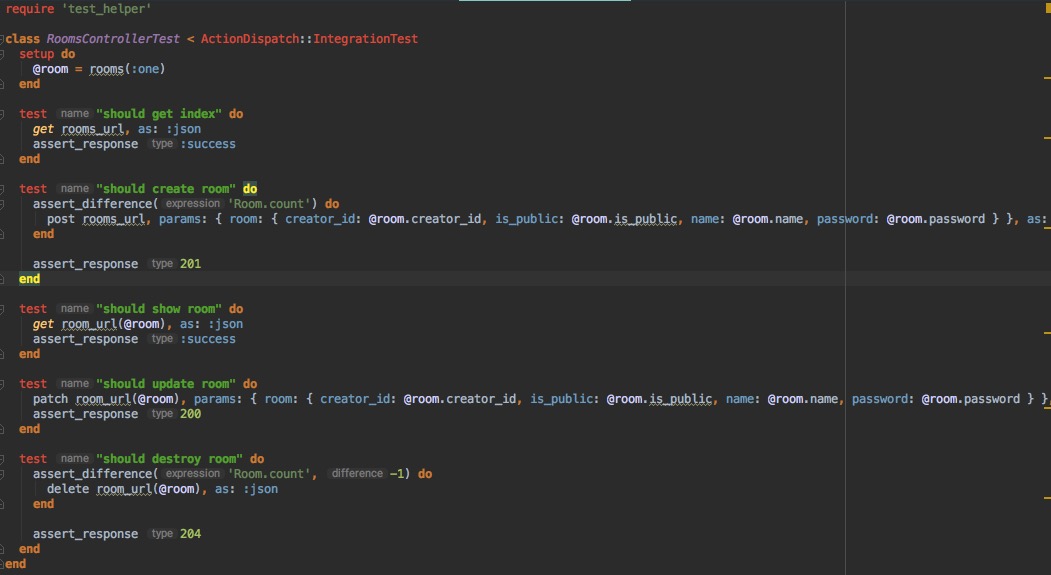 require 'test_helper'
class RoomsControllerTest < ActionDispatch::IntegrationTest
setup do
@room = rooms(:one)
end
test name "should get index" do
get rooms_url, as: :json
assert_response type :success
end
test name "should create room" do
assert_difference( expression 'Room.count') do
post rooms_url, params: { room: { creator_id: @room.creator_id, is_public: @room.is_public, name: @room.name, password: @room.password } }, as:
end
assert_response type 201
end
test name "should show room" do
get room_url(@room), as: :json
assert_response type :success
end
test name "should update room" do
patch room_url(@room), params: { room: { creator_id: @room.creator_id, is_public: @room.is_public, name: @room.name, password: @room.password } },
assert_response type 200
end
test name "should destroy room" do
assert_difference( expression 'Room.count', difference -1) do
delete room_url(@room), as: :json
end
assert_response type 204
end
end